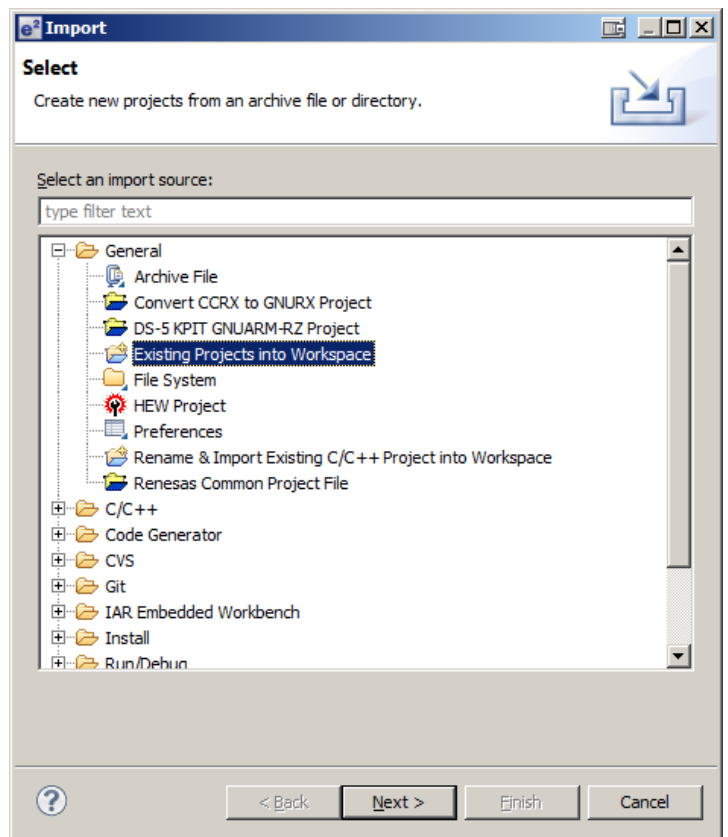 e² Import
Select
Create new projects from an archive file or directory.
Select an import source:
type filter text
General
Archive File
Convert CCRX to GNURX Project
DS-5 KPIT GNUARM-RZ Project
Existing Projects into Workspace
File System
HEW Project
Preferences
Rename & Import Existing C/C++ Project into Workspace
Renesas Common Project File
C/C++
Code Generator
CVS
Git
IAR Embedded Workbench
Install
Run/Debug
? < Back Next > Finish Cancel